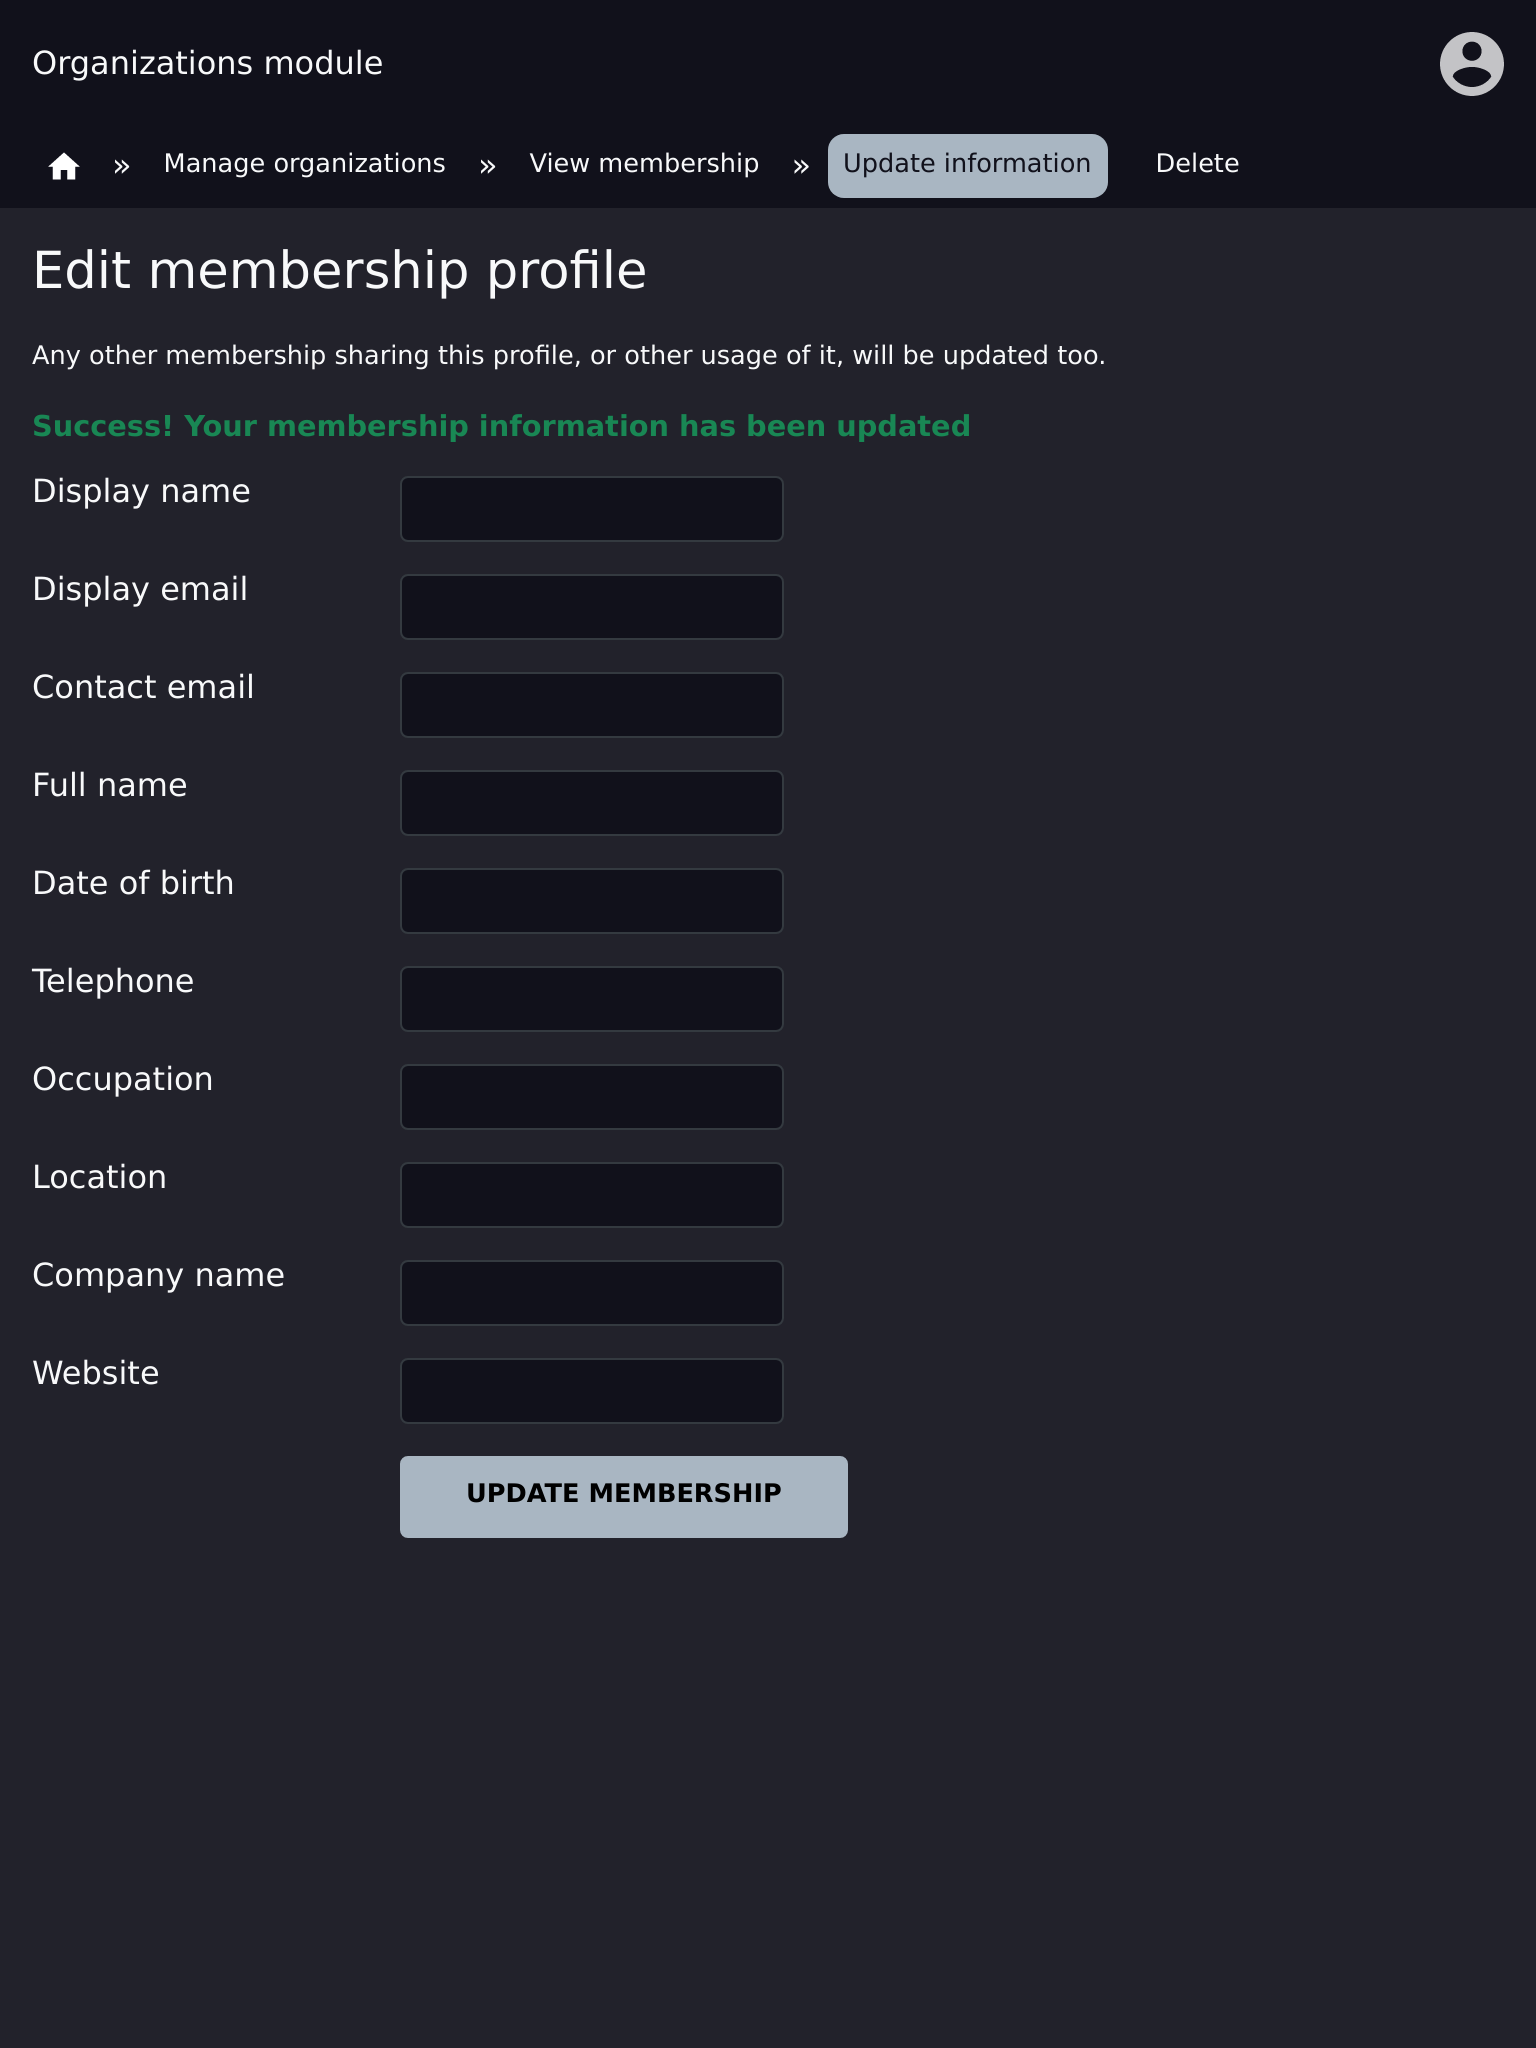 Organizations module
» Manage organizations » View membership » Update information Delete
Edit membership profile
Any other membership sharing this profile, or other usage of it, will be updated too.
Success! Your membership information has been updated
Display name
Display email
Contact email
Full name
Date of birth
Telephone
Occupation
Location
Company name
Website
UPDATE MEMBERSHIP